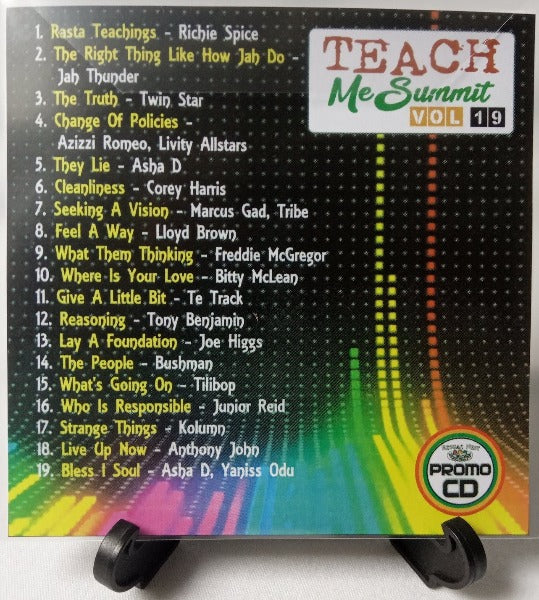 TEACH
Me Summit
VOL 19
1. Rasta Teachings - Richie Spice
2. The Right Thing Like How Jah Do -
Jah Thunder
3. The Truth - Twin Star
4. Change Of Policies -
Azizzi Romeo, Livity Allstars
5. They Lie - Asha D
6. Cleanliness - Corey Harris
7. Seeking A Vision - Marcus Gad, Tribe
8. Feel A Way - Lloyd Brown
9. What Them Thinking - Freddie McGregor
10. Where Is Your Love - Bitty McLean
11. Give A Little Bit - Te Track
12. Reasoning - Tony Benjamin
13. Lay A Foundation - Joe Higgs
14. The People - Bushman
15. What's Going On - Tilibop
16. Who Is Responsible - Junior Reid
17. Strange Things - Kolumn
18. Live Up Now - Anthony John
19. Bless I Soul - Asha D, Yaniss Odu
PROMO
CD